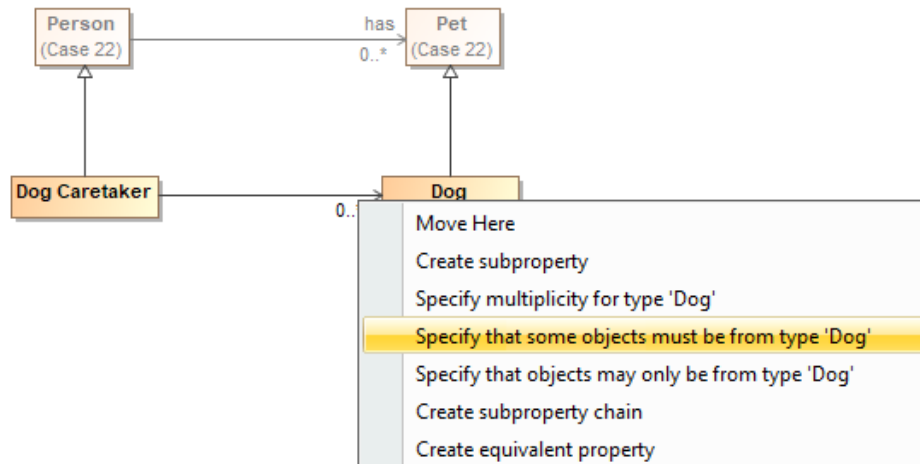 Person
(Case 22)
has
0..*
Pet
(Case 22)
Dog Caretaker
Dog
Move Here
Create subproperty
Specify multiplicity for type 'Dog'
Specify that some objects must be from type 'Dog'
Specify that objects may only be from type 'Dog'
Create subproperty chain
Create equivalent property